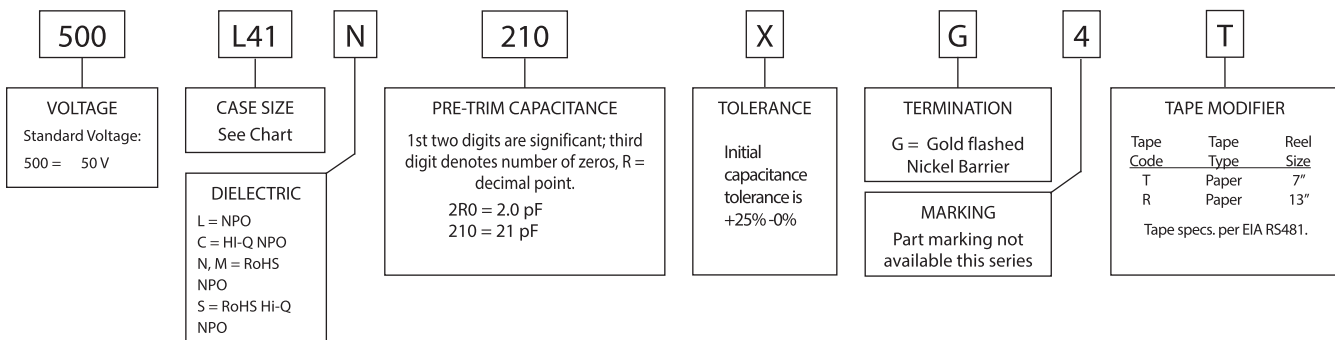 500
L41
N
210
X
G
4
T
VOLTAGE
Standard Voltage:
500 = 50 V
CASE SIZE
See Chart
DIELECTRIC
L = NPO
C = HI-Q NPO
N, M = RoHS
NPO
S = RoHS Hi-Q
NPO
PRE-TRIM CAPACITANCE
1st two digits are significant; third
digit denotes number of zeros, R =
decimal point.
2R0 = 2.0 pF
210 = 21 pF
TOLERANCE
Initial
capacitance
tolerance is
+25% -0%
TERMINATION
G = Gold flashed
Nickel Barrier
MARKING
Part marking not
available this series
TAPE MODIFIER
Tape Tape Reel
Code Type Size
T Paper 7”
R Paper 13”
Tape specs. per EIA RS481.